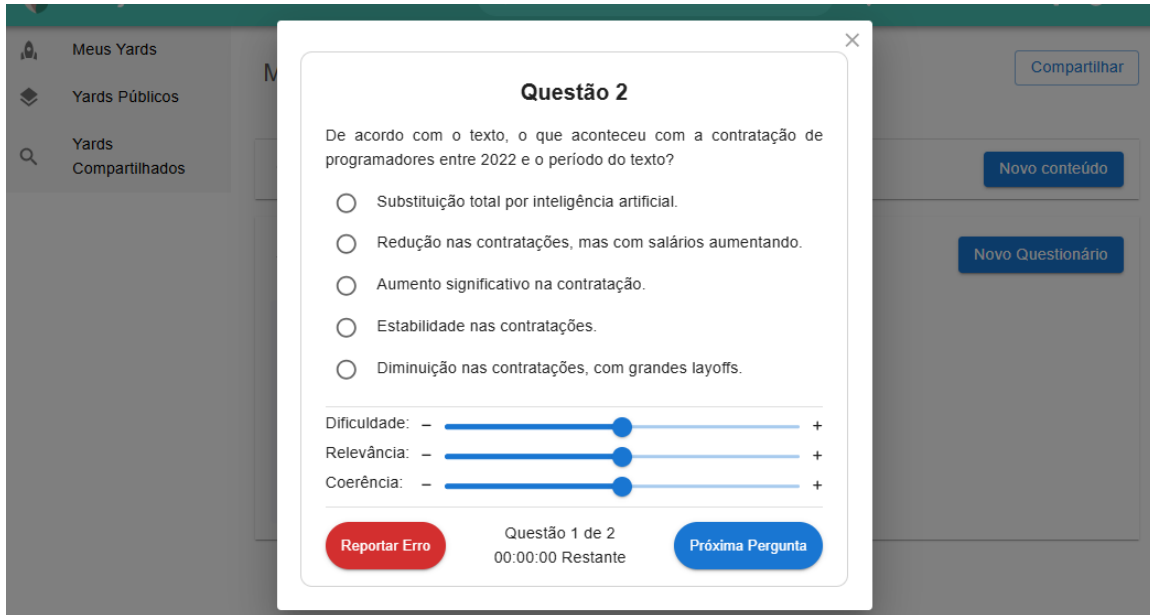 Meus Yards
Yards Públicos
Yards
Compartilhados
M
Compartilhar
Novo conteúdo
Novo Questionário
×
Questão 2
De acordo com o texto, o que aconteceu com a contratação de
programadores entre 2022 e o período do texto?
Substituição total por inteligência artificial.
Redução nas contratações, mas com salários aumentando.
Aumento significativo na contratação.
Estabilidade nas contratações.
Diminuição nas contratações, com grandes layoffs.
Dificuldade: – +
Relevância: – +
Coerência: – +
Reportar Erro
Questão 1 de 2
00:00:00 Restante
Próxima Pergunta